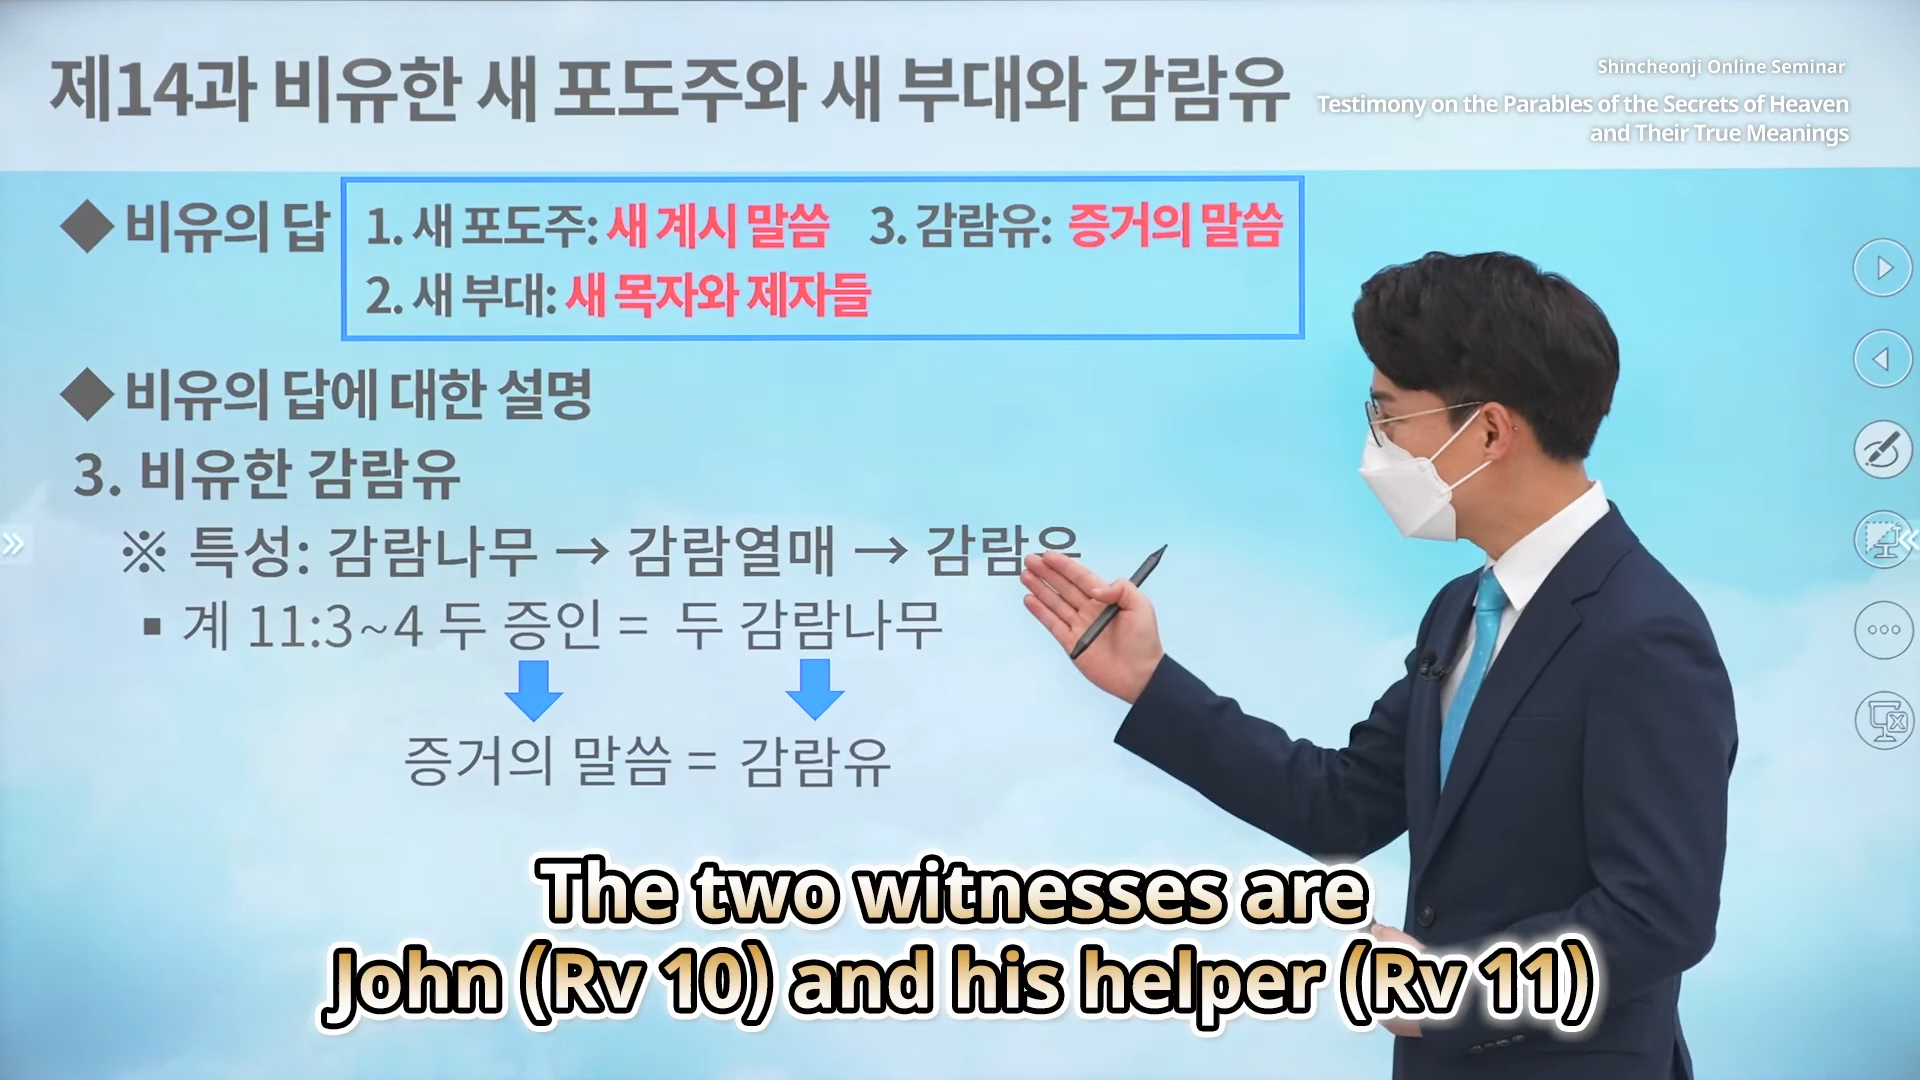 제14과 비유한 새 포도주와 새 부대와 감람유
Shincheonji Online Seminar
Testimony on the Parables of the Secrets of Heaven
and Their True Meanings
◆ 비유의 답
1. 새 포도주: 새 계시 말씀 3. 감람유: 증거의 말씀
2. 새 부대: 새 목자와 제자들
◆ 비유의 답에 대한 설명
3. 비유한 감람유
※ 특성: 감람나무 → 감람열매 → 감람유
▪ 계 11:3~4 두 증인 = 두 감람나무
증거의 말씀 = 감람유
The two witnesses are
John (Rv 10) and his helper (Rv 11)